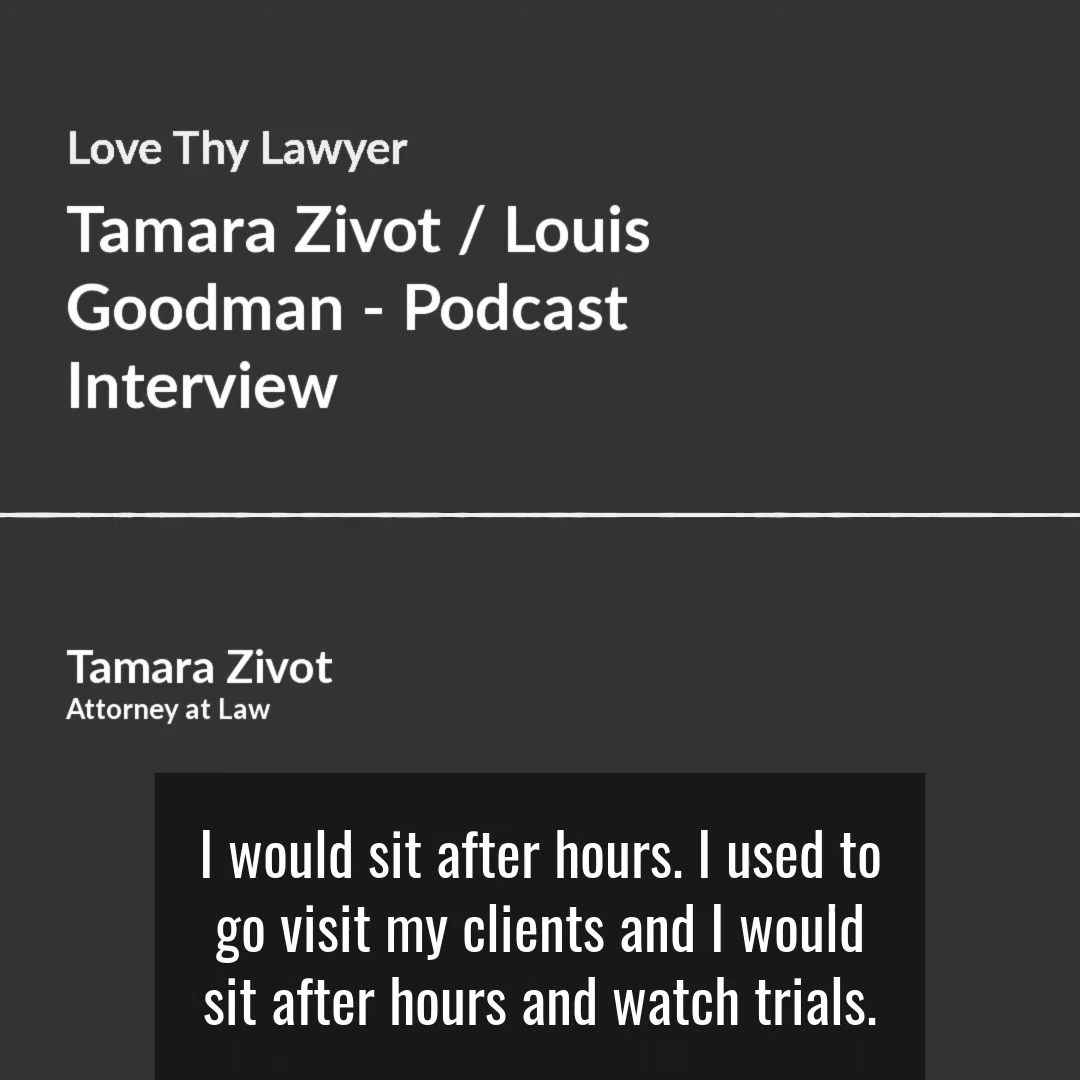 Love Thy Lawyer
Tamara Zivot / Louis
Goodman - Podcast
Interview
Tamara Zivot
Attorney at Law
I would sit after hours. I used to
go visit my clients and I would
sit after hours and watch trials.